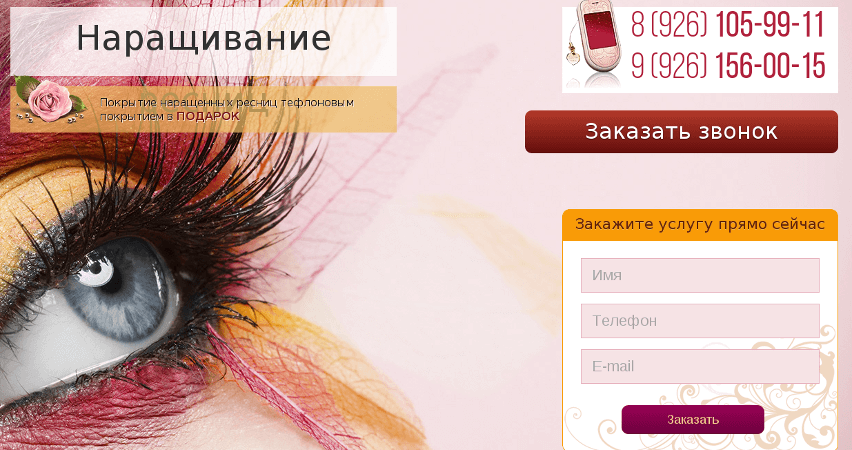 Наращивание
Покрытие наращенных ресниц тефлоновым
покрытием в ПОДАРОК
8 (926) 105-99-11
9 (926) 156-00-15
Заказать звонок
Закажите услугу прямо сейчас
Имя
Телефон
E-mail
Заказать